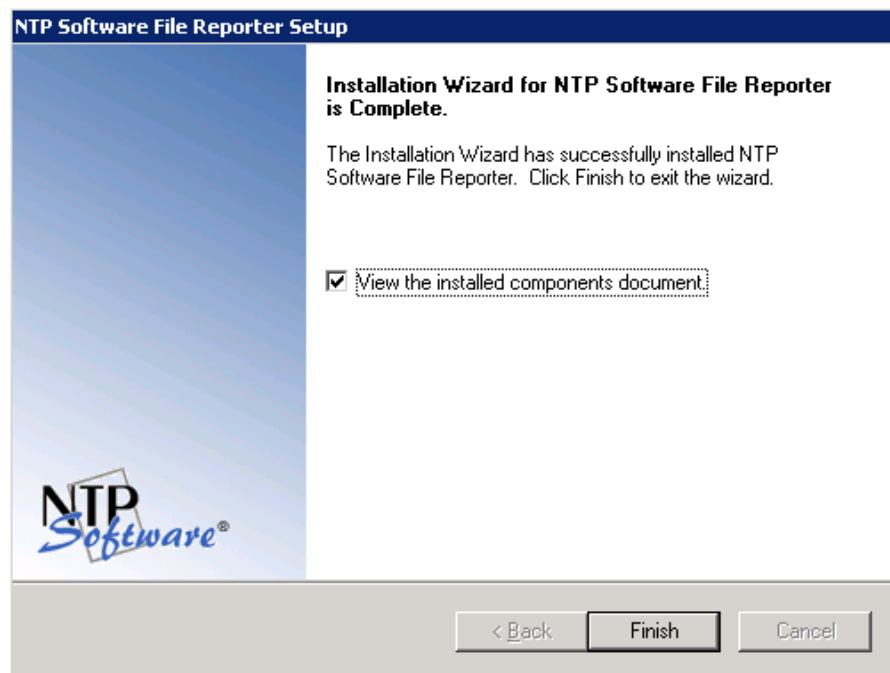 NTP Software File Reporter Setup
Installation Wizard for NTP Software File Reporter
is Complete.
The Installation Wizard has successfully installed NTP
Software File Reporter. Click Finish to exit the wizard.
View the installed components document.
NTP
Software®
< Back
Finish
Cancel